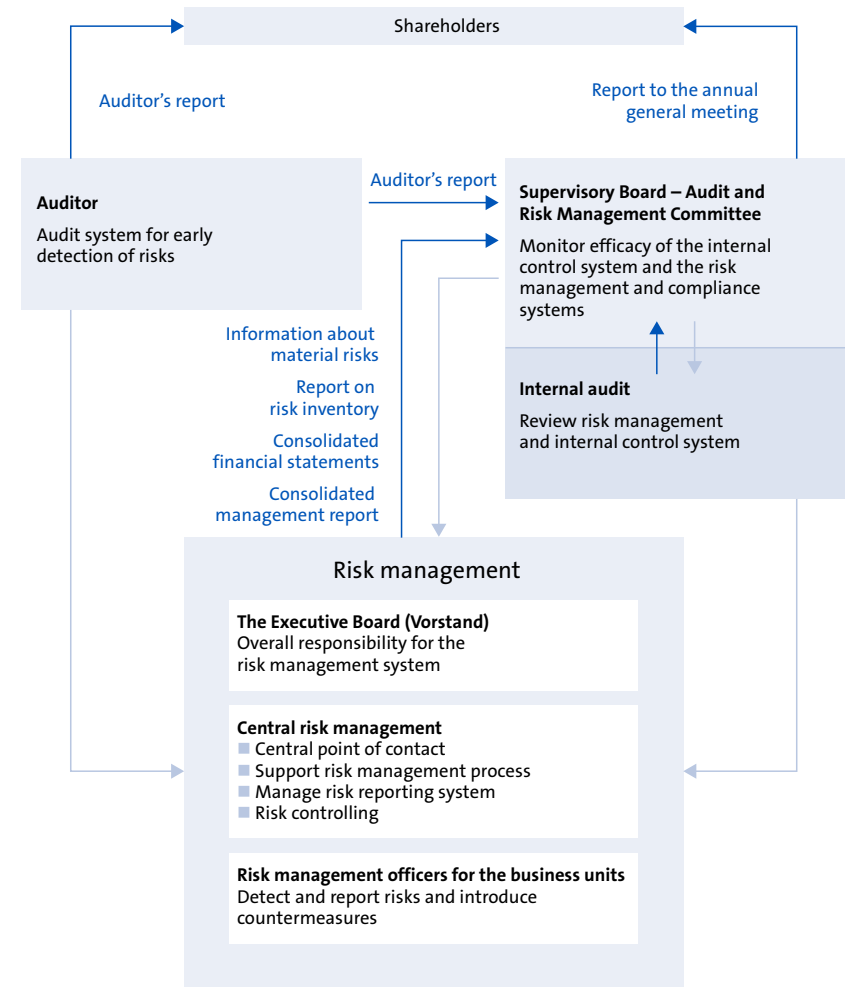 Shareholders
Auditor’s report
Report to the annual
general meeting
Auditor
Audit system for early
detection of risks
Auditor’s report
Supervisory Board – Audit and
Risk Management Committee
Monitor efficacy of the internal
control system and the risk
management and compliance
systems
Information about
material risks
Report on
risk inventory
Consolidated
financial statements
Consolidated
management report
Internal audit
Review risk management
and internal control system
Risk management
The Executive Board (Vorstand)
Overall responsibility for the
risk management system
Central risk management
Central point of contact
Support risk management process
Manage risk reporting system
Risk controlling
Risk management officers for the business units
Detect and report risks and introduce
countermeasures